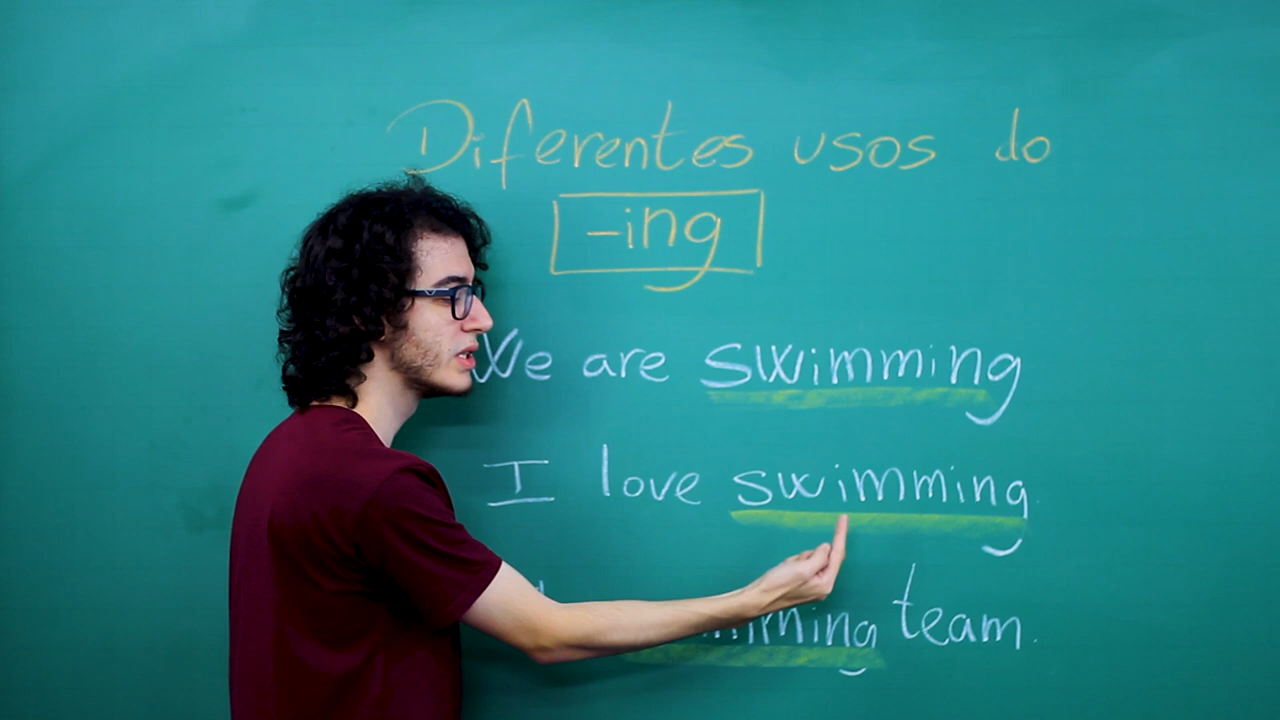 Diferentes usos do
-ing
We are swimming
I love swimming.
team.